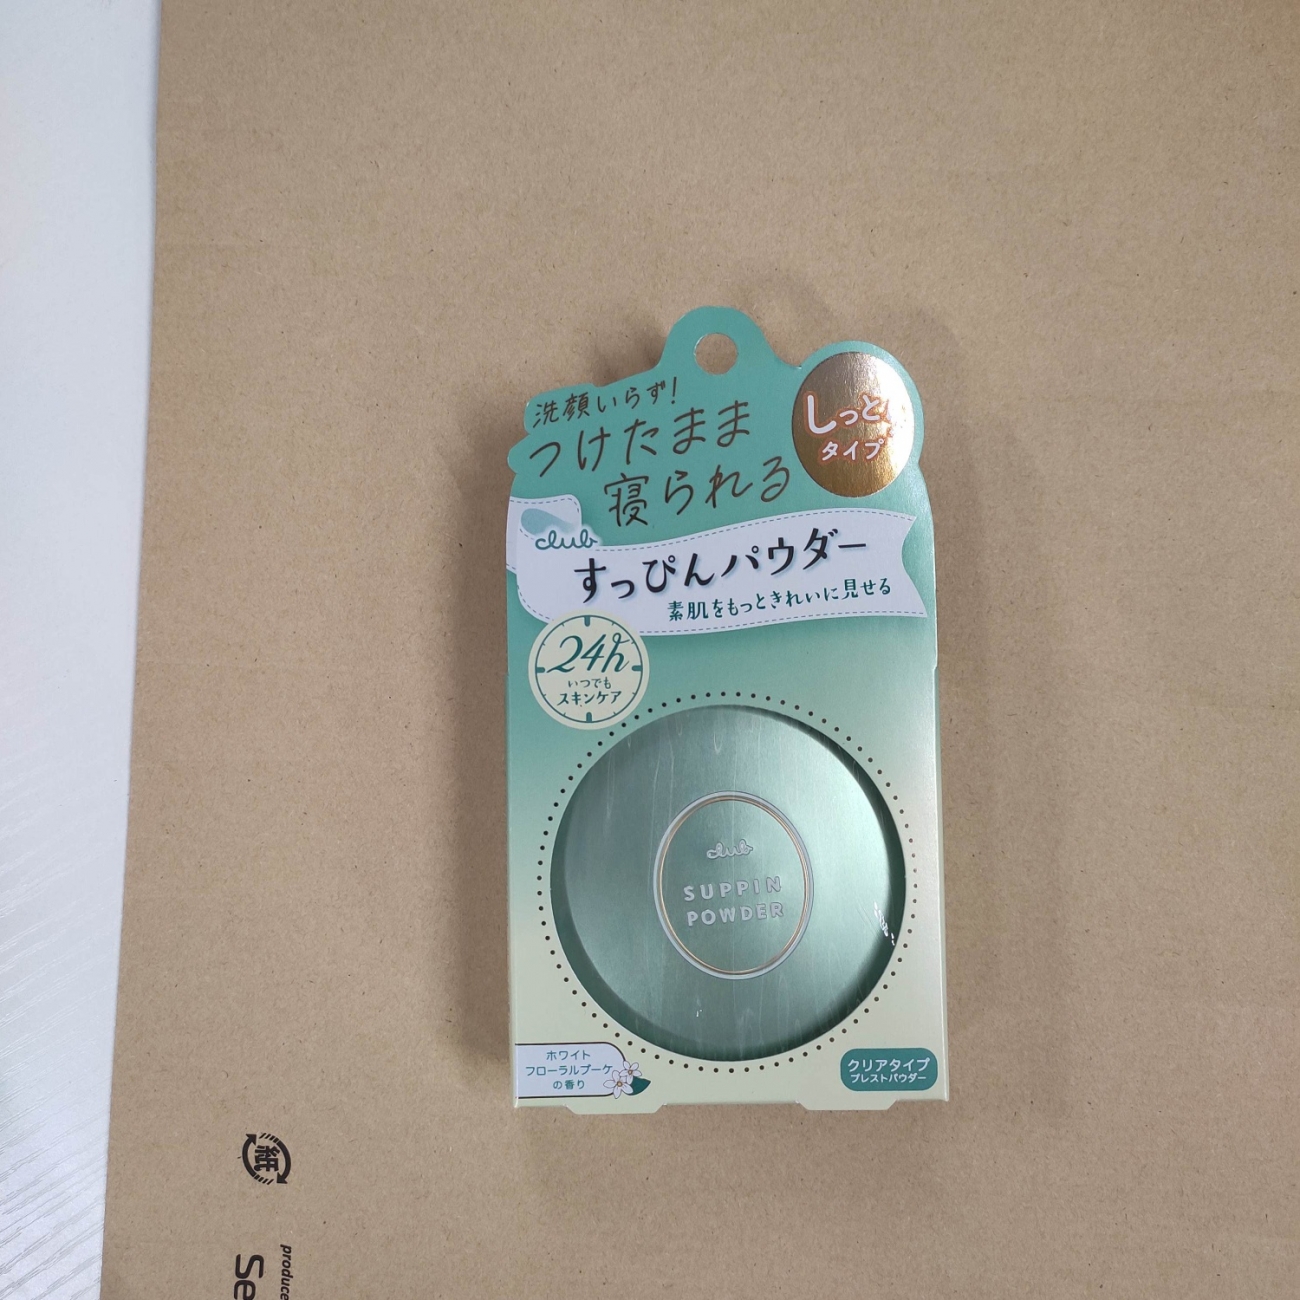 洗顔いらず!
つけたまま
寝られる
しっとり
タイプ
club
すっぴんパウダー
素肌をもっときれいに見せる
24h
いつでも
スキンケア
club
SUPPIN
POWDER
ホワイト
フローラルブーケ
の香り
クリアタイプ
プレストパウダー
紙